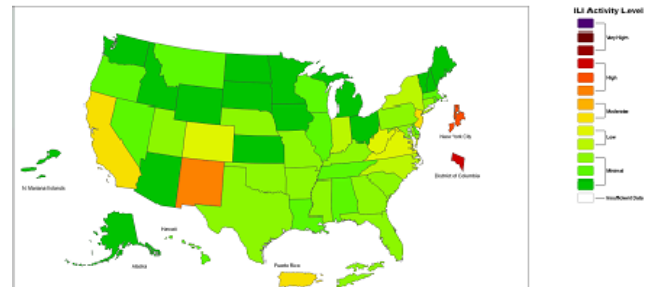 ILI Activity Level
Very High
High
Moderate
Low
Minimal
Insufficient Data
New York City
District of Columbia
N. Mariana Islands
Hawaii
Alaska
Puerto Rico